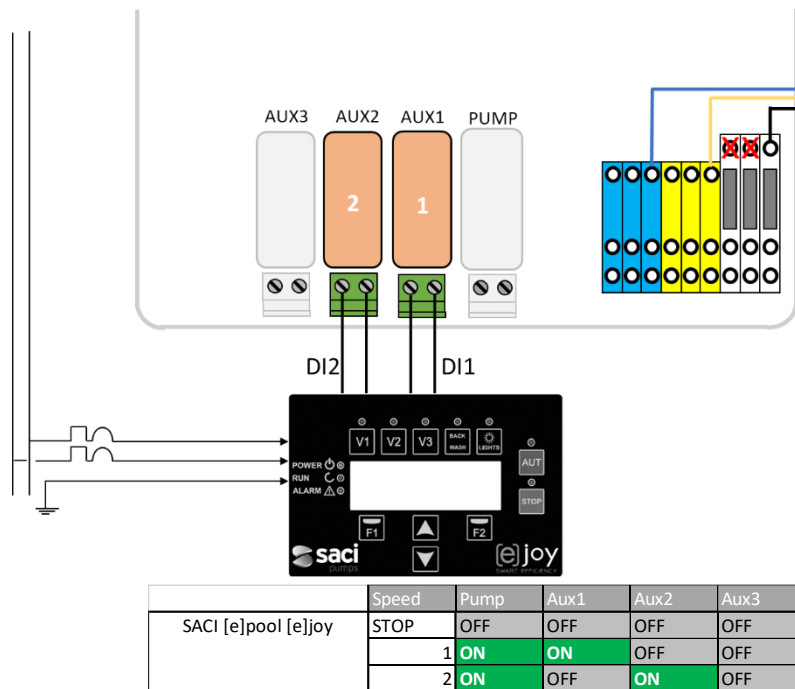 AUX3 AUX2 AUX1 PUMP
2 1
DI2 DI1
V1 V2 V3 BACK WASH LIGHTS
AUT
POWER
RUN
ALARM
STOP
F1 F2
saci [e]joy
pumps SMART EFFICIENCY
Speed Pump Aux1 Aux2 Aux3
SACI [e]pool [e]joy STOP OFF OFF OFF OFF
1 ON ON OFF OFF
2 ON OFF ON OFF